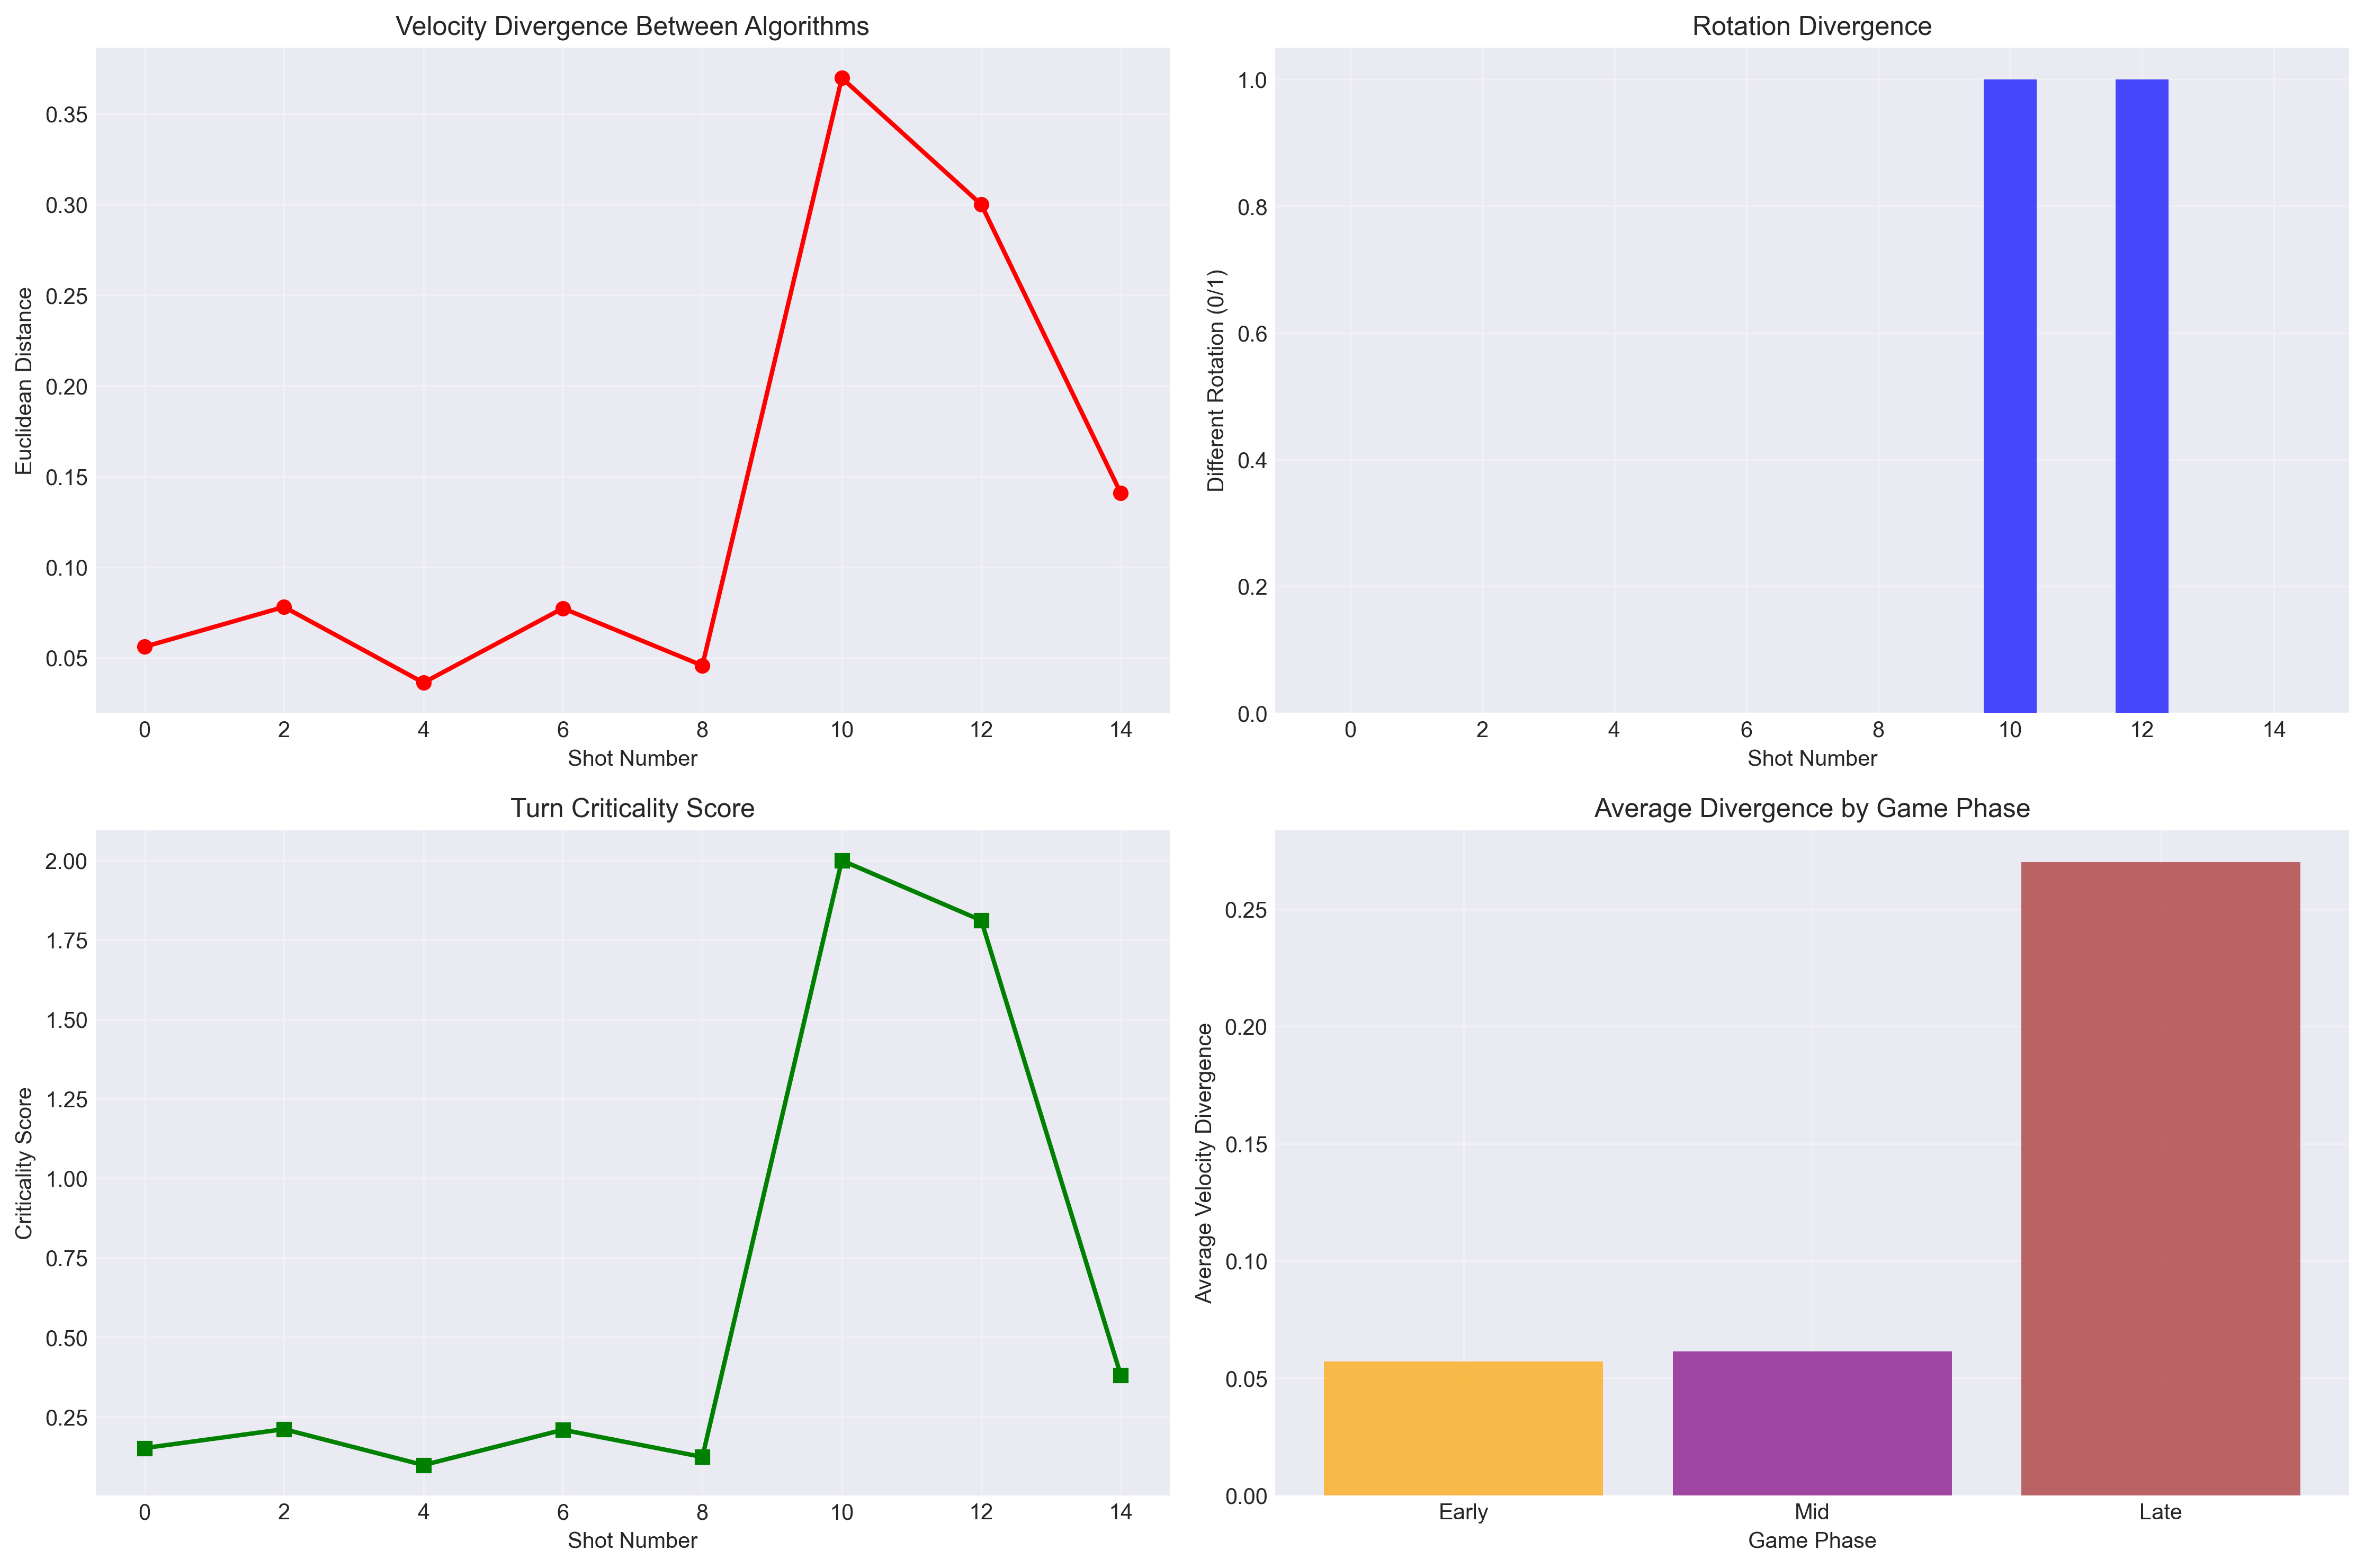 Velocity Divergence Between Algorithms
Euclidean Distance
0.35
0.30
0.25
0.20
0.15
0.10
0.05
0 2 4 6 8 10 12 14
Shot Number
Rotation Divergence
Different Rotation (0/1)
1.0
0.8
0.6
0.4
0.2
0.0
0 2 4 6 8 10 12 14
Shot Number
Turn Criticality Score
Criticality Score
2.00
1.75
1.50
1.25
1.00
0.75
0.50
0.25
0 2 4 6 8 10 12 14
Shot Number
Average Divergence by Game Phase
Average Velocity Divergence
0.25
0.20
0.15
0.10
0.05
0.00
Early Mid Late
Game Phase